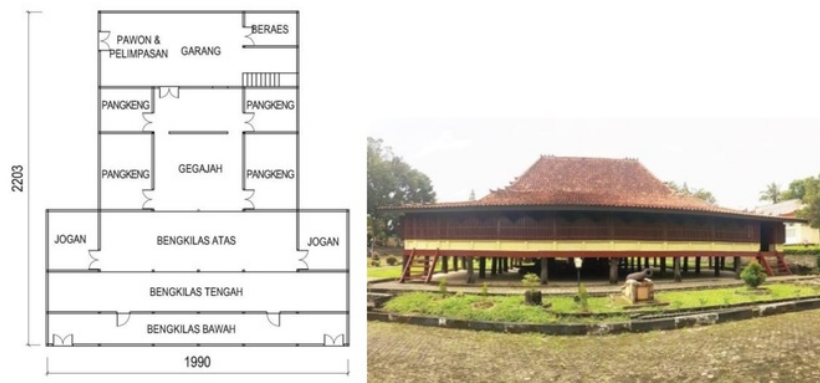 BERAES
PAWON &
PELIMPASAN
GARANG
PANGKENG
PANGKENG
GEGAJAH
PANGKENG
PANGKENG
2203
JOGAN
BENGKILAS ATAS
JOGAN
BENGKILAS TENGAH
BENGKILAS BAWAH
1990